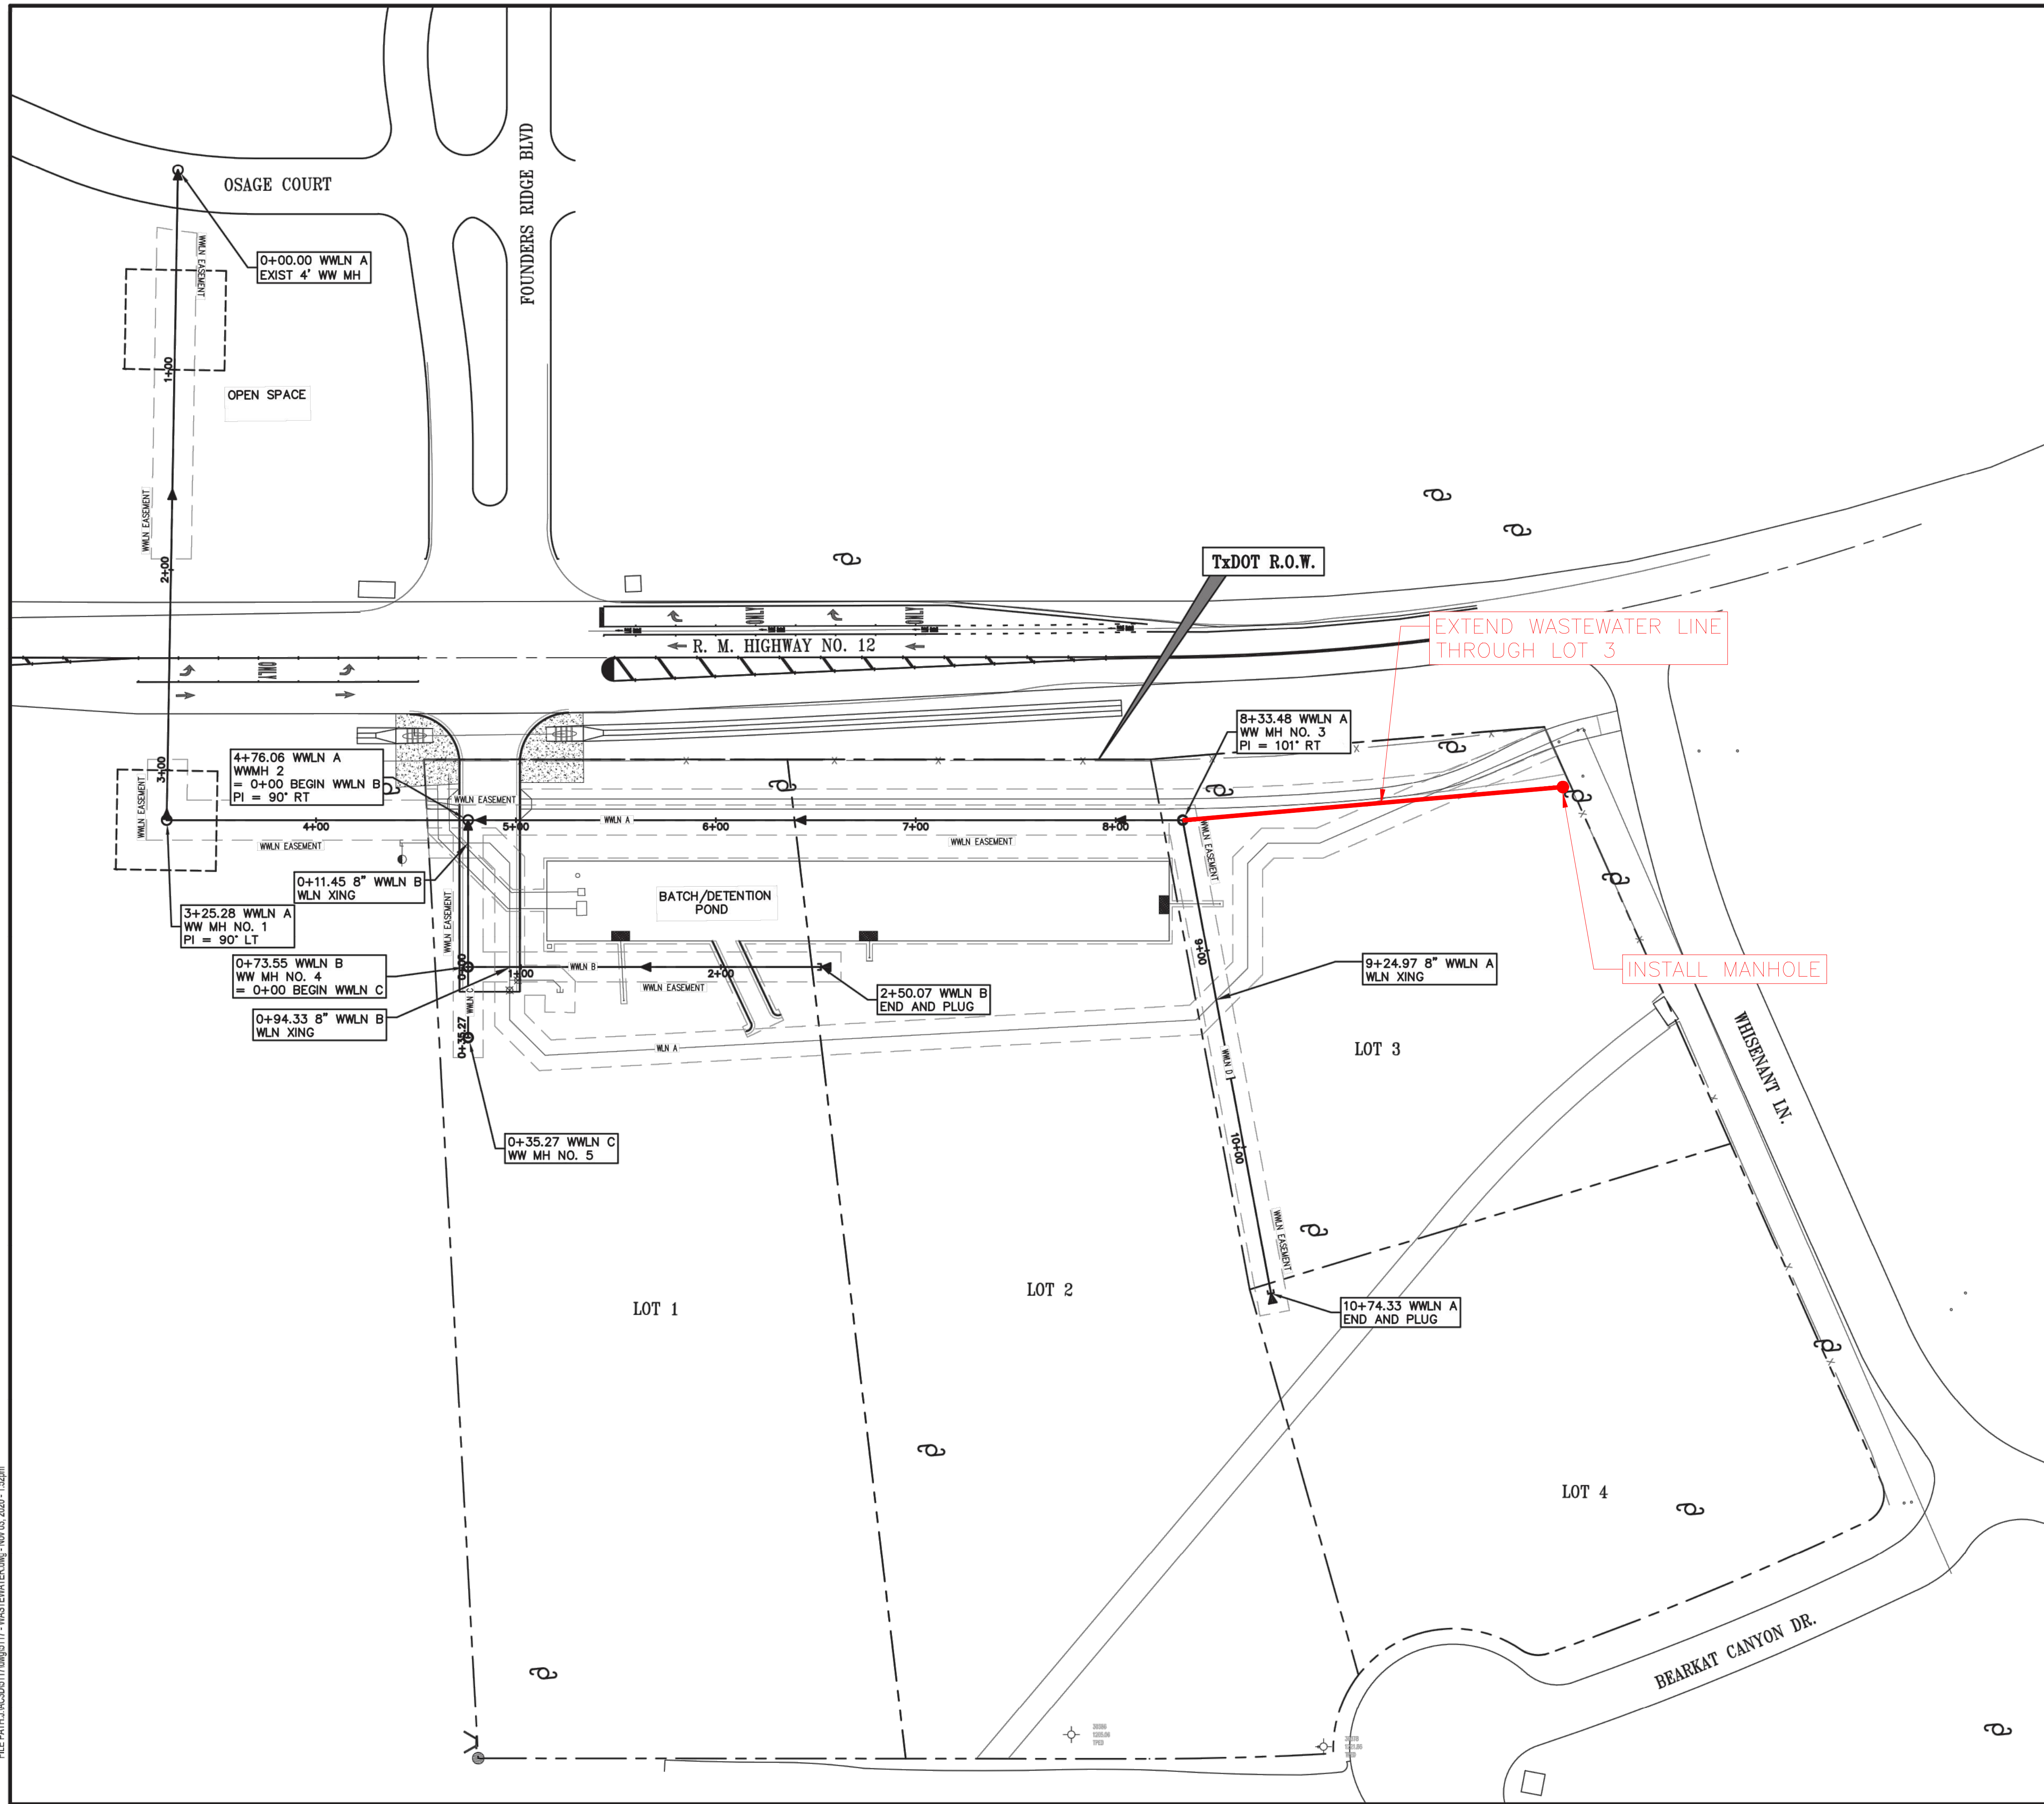 OSAGE COURT
FOUNDERS RIDGE BLVD
0+00.00 WWLN A
EXIST 4' WW MH
WWLN EASEMENT
1+00
OPEN SPACE
WWLN EASEMENT
2+00
TxDOT R.O.W.
ONLY
ONLY
ONLY
R. M. HIGHWAY NO. 12
EXTEND WASTEWATER LINE
THROUGH LOT 3
8+33.48 WWLN A
WW MH NO. 3
PI = 101° RT
3+00
4+76.06 WWLN A
WWMH 2
= 0+00 BEGIN WWLN B
PI = 90° RT
WWLN EASEMENT
WWLN EASEMENT
4+00
5+00
WWLN A
6+00
7+00
8+00
WWLN EASEMENT
WWLN EASEMENT
WWLN EASEMENT
0+11.45 8" WWLN B
WLN XING
BATCH/DETENTION
POND
3+25.28 WWLN A
WW MH NO. 1
PI = 90° LT
WWLN EASEMENT
9+00
0+73.55 WWLN B
WW MH NO. 4
= 0+00 BEGIN WWLN C
0+00
1+00
WWLN B
2+00
WWLN EASEMENT
9+24.97 8" WWLN A
WLN XING
INSTALL MANHOLE
2+50.07 WWLN B
END AND PLUG
0+94.33 8" WWLN B
WLN XING
WWLN C
0+35.27
WLN A
WWLN D
LOT 3
WHISENANT LN.
0+35.27 WWLN C
WW MH NO. 5
10+00
WWLN EASEMENT
LOT 1
LOT 2
10+74.33 WWLN A
END AND PLUG
LOT 4
BEARKAT CANYON DR.